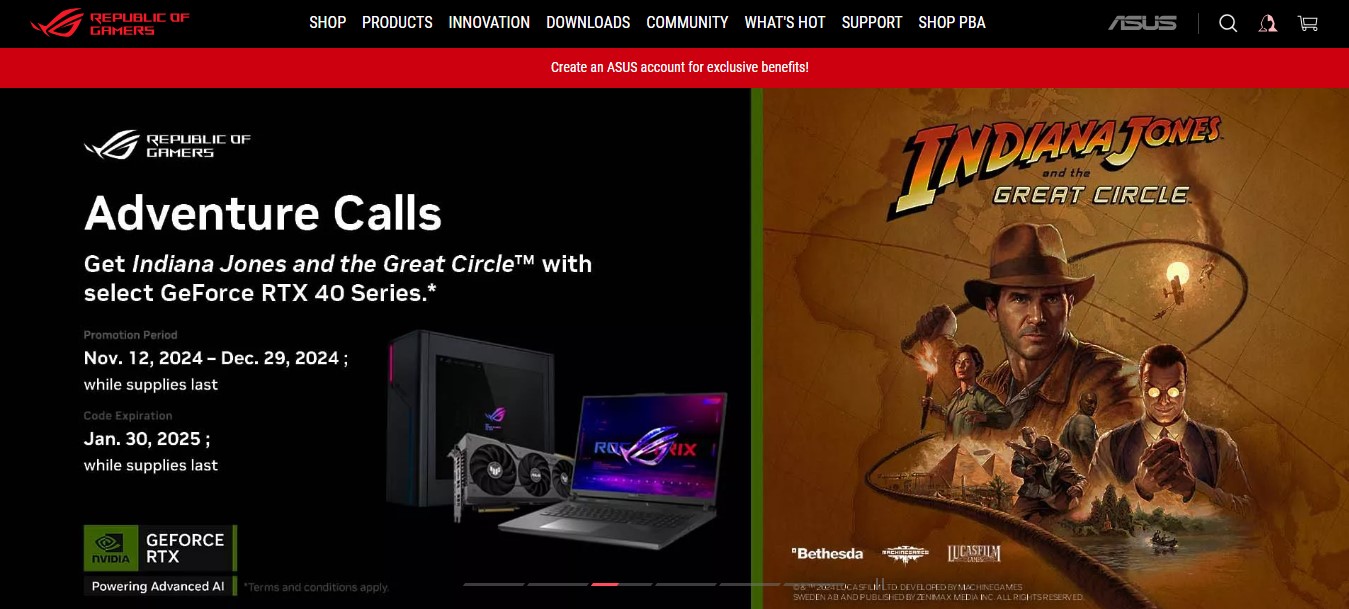 REPUBLIC OF
GAMERS
SHOP PRODUCTS INNOVATION DOWNLOADS COMMUNITY WHAT'S HOT SUPPORT SHOP PBA
ASUS
Create an ASUS account for exclusive benefits!
REPUBLIC OF
GAMERS
Adventure Calls
Get Indiana Jones and the Great Circle™ with
select GeForce RTX 40 Series.*
Promotion Period
Nov. 12, 2024 – Dec. 29, 2024 ;
while supplies last
Code Expiration
Jan. 30, 2025 ;
while supplies last
NVIDIA
GEFORCE
RTX
Powering Advanced AI
*Terms and conditions apply.
INDIANA JONES
and the
GREAT CIRCLE
Bethesda
MACHINEGAMES
LUCASFILM
GAMES
LUCASFILM LTD. DEVELOPED BY MACHINEGAMES
SWEDEN AB AND PUBLISHED BY ZENIMAX MEDIA INC. ALL RIGHTS RESERVED.